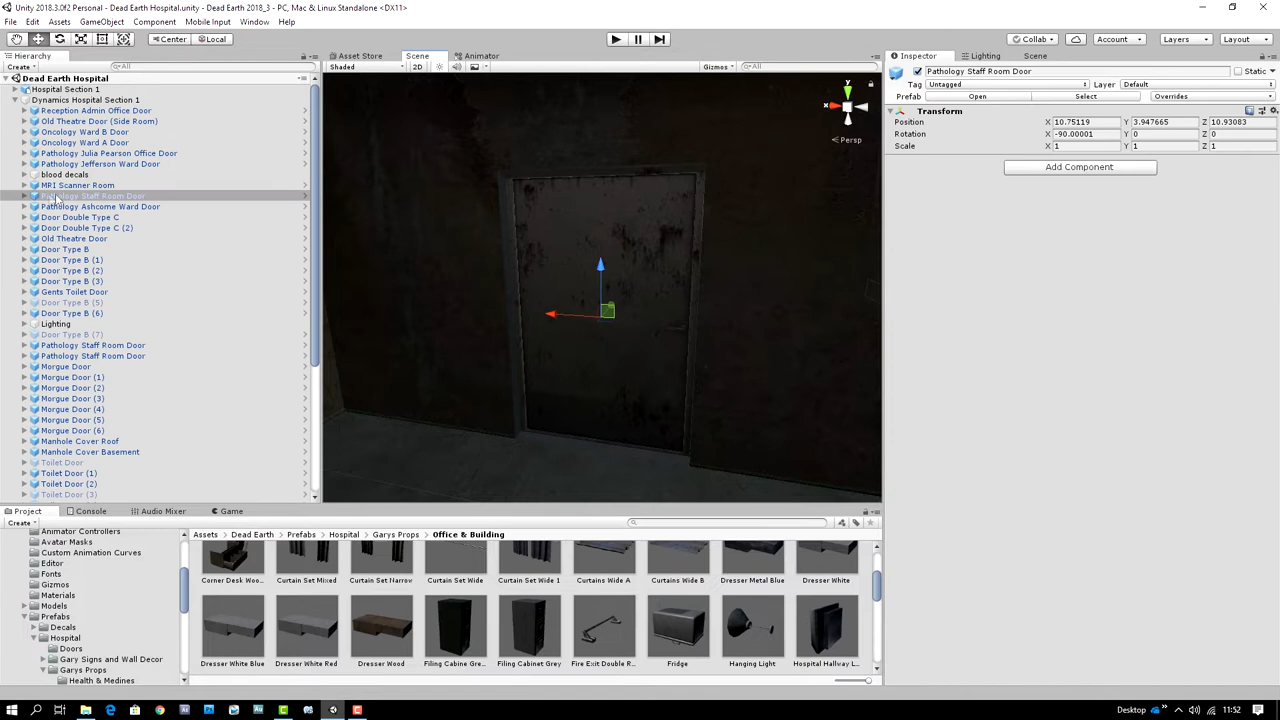 Unity 2018.3.0f2 Personal - Dead Earth Hospital.unity - Dead Earth 2018_3 - PC, Mac & Linux Standalone <DX11>
File Edit Assets GameObject Component Mobile Input Window Help
Center Local Collab Account Layers Layout
Hierarchy
Create All
Dead Earth Hospital
Hospital Section 1
Dynamics Hospital Section 1
Reception Admin Office Door
Old Theatre Door (Side Room)
Oncology Ward B Door
Oncology Ward A Door
Pathology Julia Pearson Office Door
Pathology Jefferson Ward Door
blood decals
MRI Scanner Room
Pathology Staff Room Door
Pathology Ashcome Ward Door
Door Double Type C
Door Double Type C (2)
Old Theatre Door
Door Type B
Door Type B (1)
Door Type B (2)
Door Type B (3)
Gents Toilet Door
Door Type B (5)
Door Type B (6)
Lighting
Door Type B (7)
Pathology Staff Room Door
Pathology Staff Room Door
Morgue Door
Morgue Door (1)
Morgue Door (2)
Morgue Door (3)
Morgue Door (4)
Morgue Door (5)
Morgue Door (6)
Manhole Cover Roof
Manhole Cover Basement
Toilet Door
Toilet Door (1)
Toilet Door (2)
Toilet Door (3)
Asset Store Scene Animator
Shaded 2D Gizmos All
y
x
Persp
Inspector Lighting Scene
Pathology Staff Room Door Static
Tag Untagged Layer Default
Prefab Open Select Overrides
Transform
Position X 10.75119 Y 3.947665 Z 10.93083
Rotation X -90.00001 Y 0 Z 0
Scale X 1 Y 1 Z 1
Add Component
Project Console Audio Mixer Game
Create
Animator Controllers
Avatar Masks
Custom Animation Curves
Editor
Fonts
Gizmos
Materials
Models
Prefabs
Decals
Hospital
Doors
Gary Signs and Wall Decor
Garys Props
Health & Medines
Assets Dead Earth Prefabs Hospital Garys Props Office & Building
Corner Desk Woo... Curtain Set Mixed Curtain Set Narrow Curtain Set Wide Curtain Set Wide 1 Curtains Wide A Curtains Wide B Dresser Metal Blue Dresser White
Dresser White Blue Dresser White Red Dresser Wood Filing Cabine Gre... Filing Cabinet Grey Fire Exit Double R... Fridge Hanging Light Hospital Hallway L...
Desktop 11:52